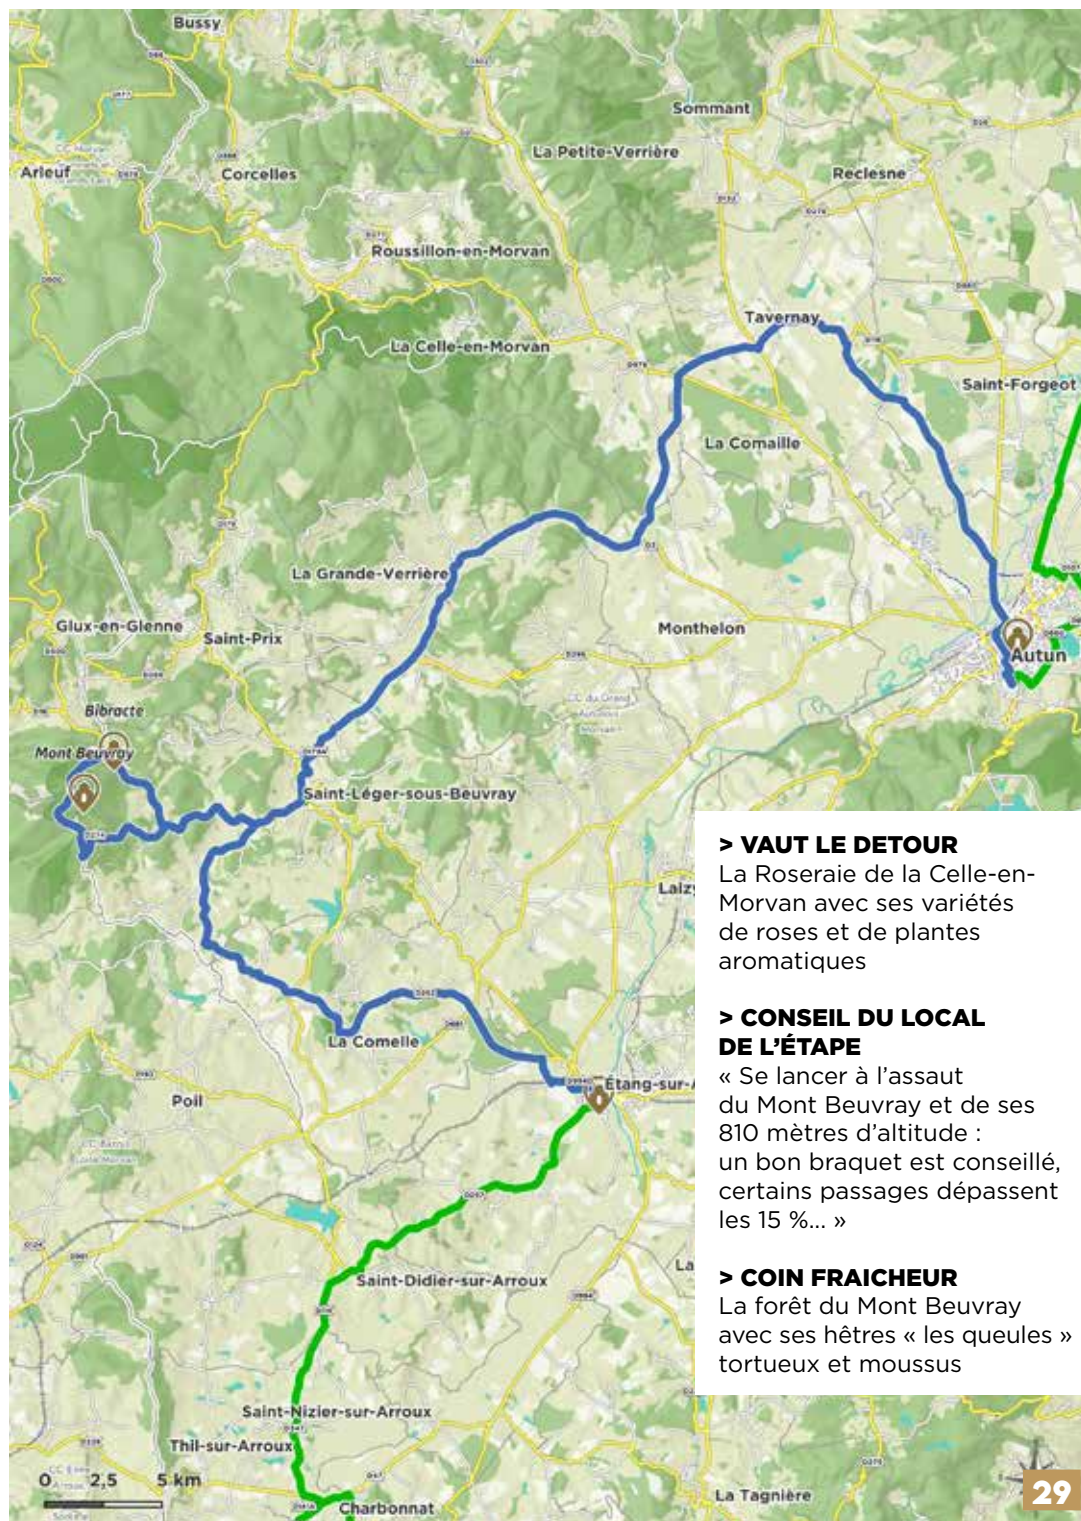 Bussy
Sommant
La Petite-Verrière
Arleuf
Corcelles
Reclesne
Roussillon-en-Morvan
Tavernay
La Celle-en-Morvan
Saint-Forgeot
La Comaille
La Grande-Verrière
Glux-en-Glenne
Saint-Prix
Monthelon
Autun
Bibracte
Mont Beuvray
Saint-Léger-sous-Beuvray
Laizy
La Comelle
Étang-sur-A
Poil
Saint-Didier-sur-Arroux
La
Saint-Nizier-sur-Arroux
Thil-sur-Arroux
Charbonnat
La Tagnière
0 2,5 5 km
> VAUT LE DETOUR
La Roseraie de la Celle-en-
Morvan avec ses variétés
de roses et de plantes
aromatiques
> CONSEIL DU LOCAL
DE L’ÉTAPE
« Se lancer à l’assaut
du Mont Beuvray et de ses
810 mètres d’altitude :
un bon braquet est conseillé,
certains passages dépassent
les 15 %... »
> COIN FRAICHEUR
La forêt du Mont Beuvray
avec ses hêtres « les queules »
tortueux et moussus
29